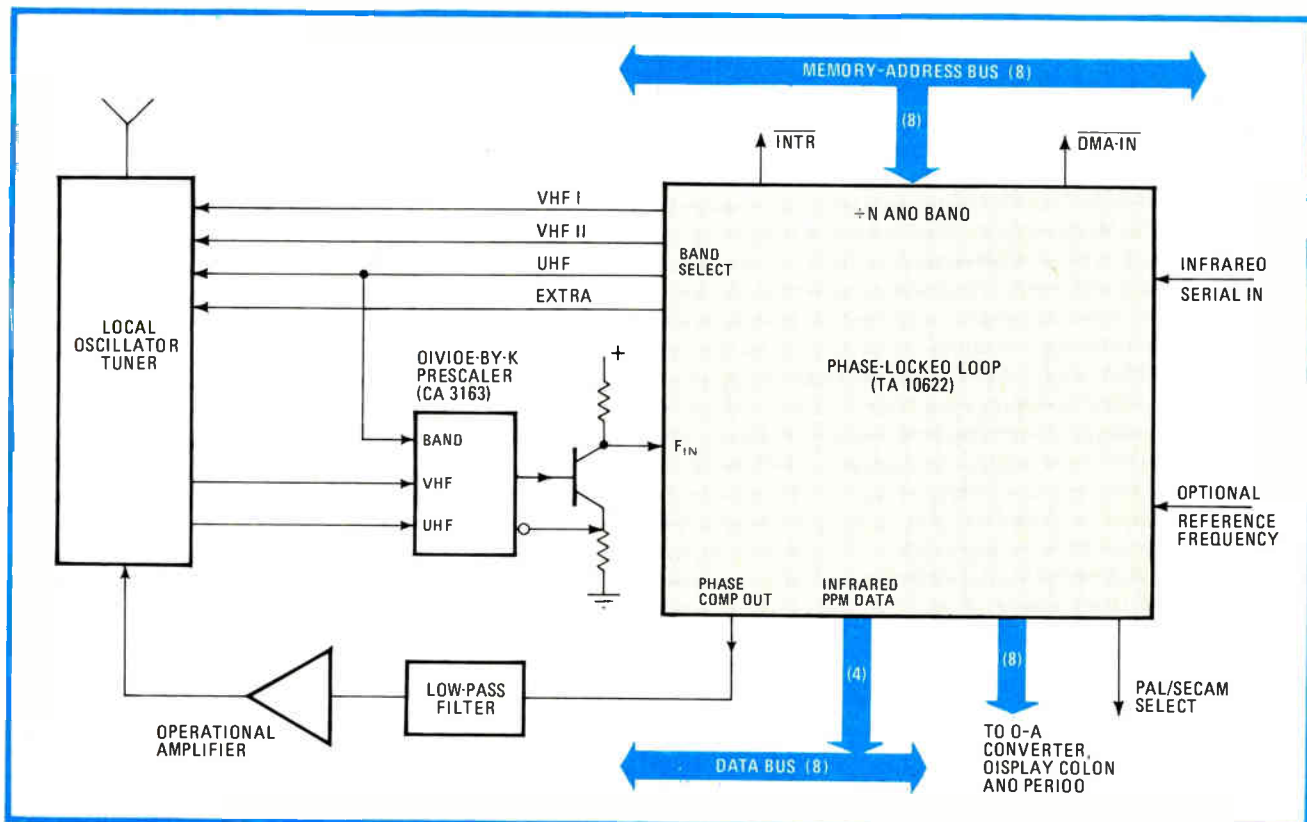 MEMORY-ADDRESS BUS (8)
(8)
INTR
DMA-IN
VHF I
VHF II
UHF
EXTRA
BAND
SELECT
÷N ANO BANO
INFRAREO
SERIAL IN
LOCAL
OSCILLATOR
TUNER
OIVIOE-BY-K
PRESCALER
(CA 3163)
+
PHASE-LOCKEO LOOP
(TA 10622)
BAND
VHF
UHF
FIN
OPTIONAL
REFERENCE
FREQUENCY
PHASE
COMP OUT
INFRARED
PPM DATA
(4)
(8)
PAL/SECAM
SELECT
LOW-PASS
FILTER
OPERATIONAL
AMPLIFIER
TO O-A
CONVERTER,
OISPLAY COLON
ANO PERIOO
DATA BUS (8)